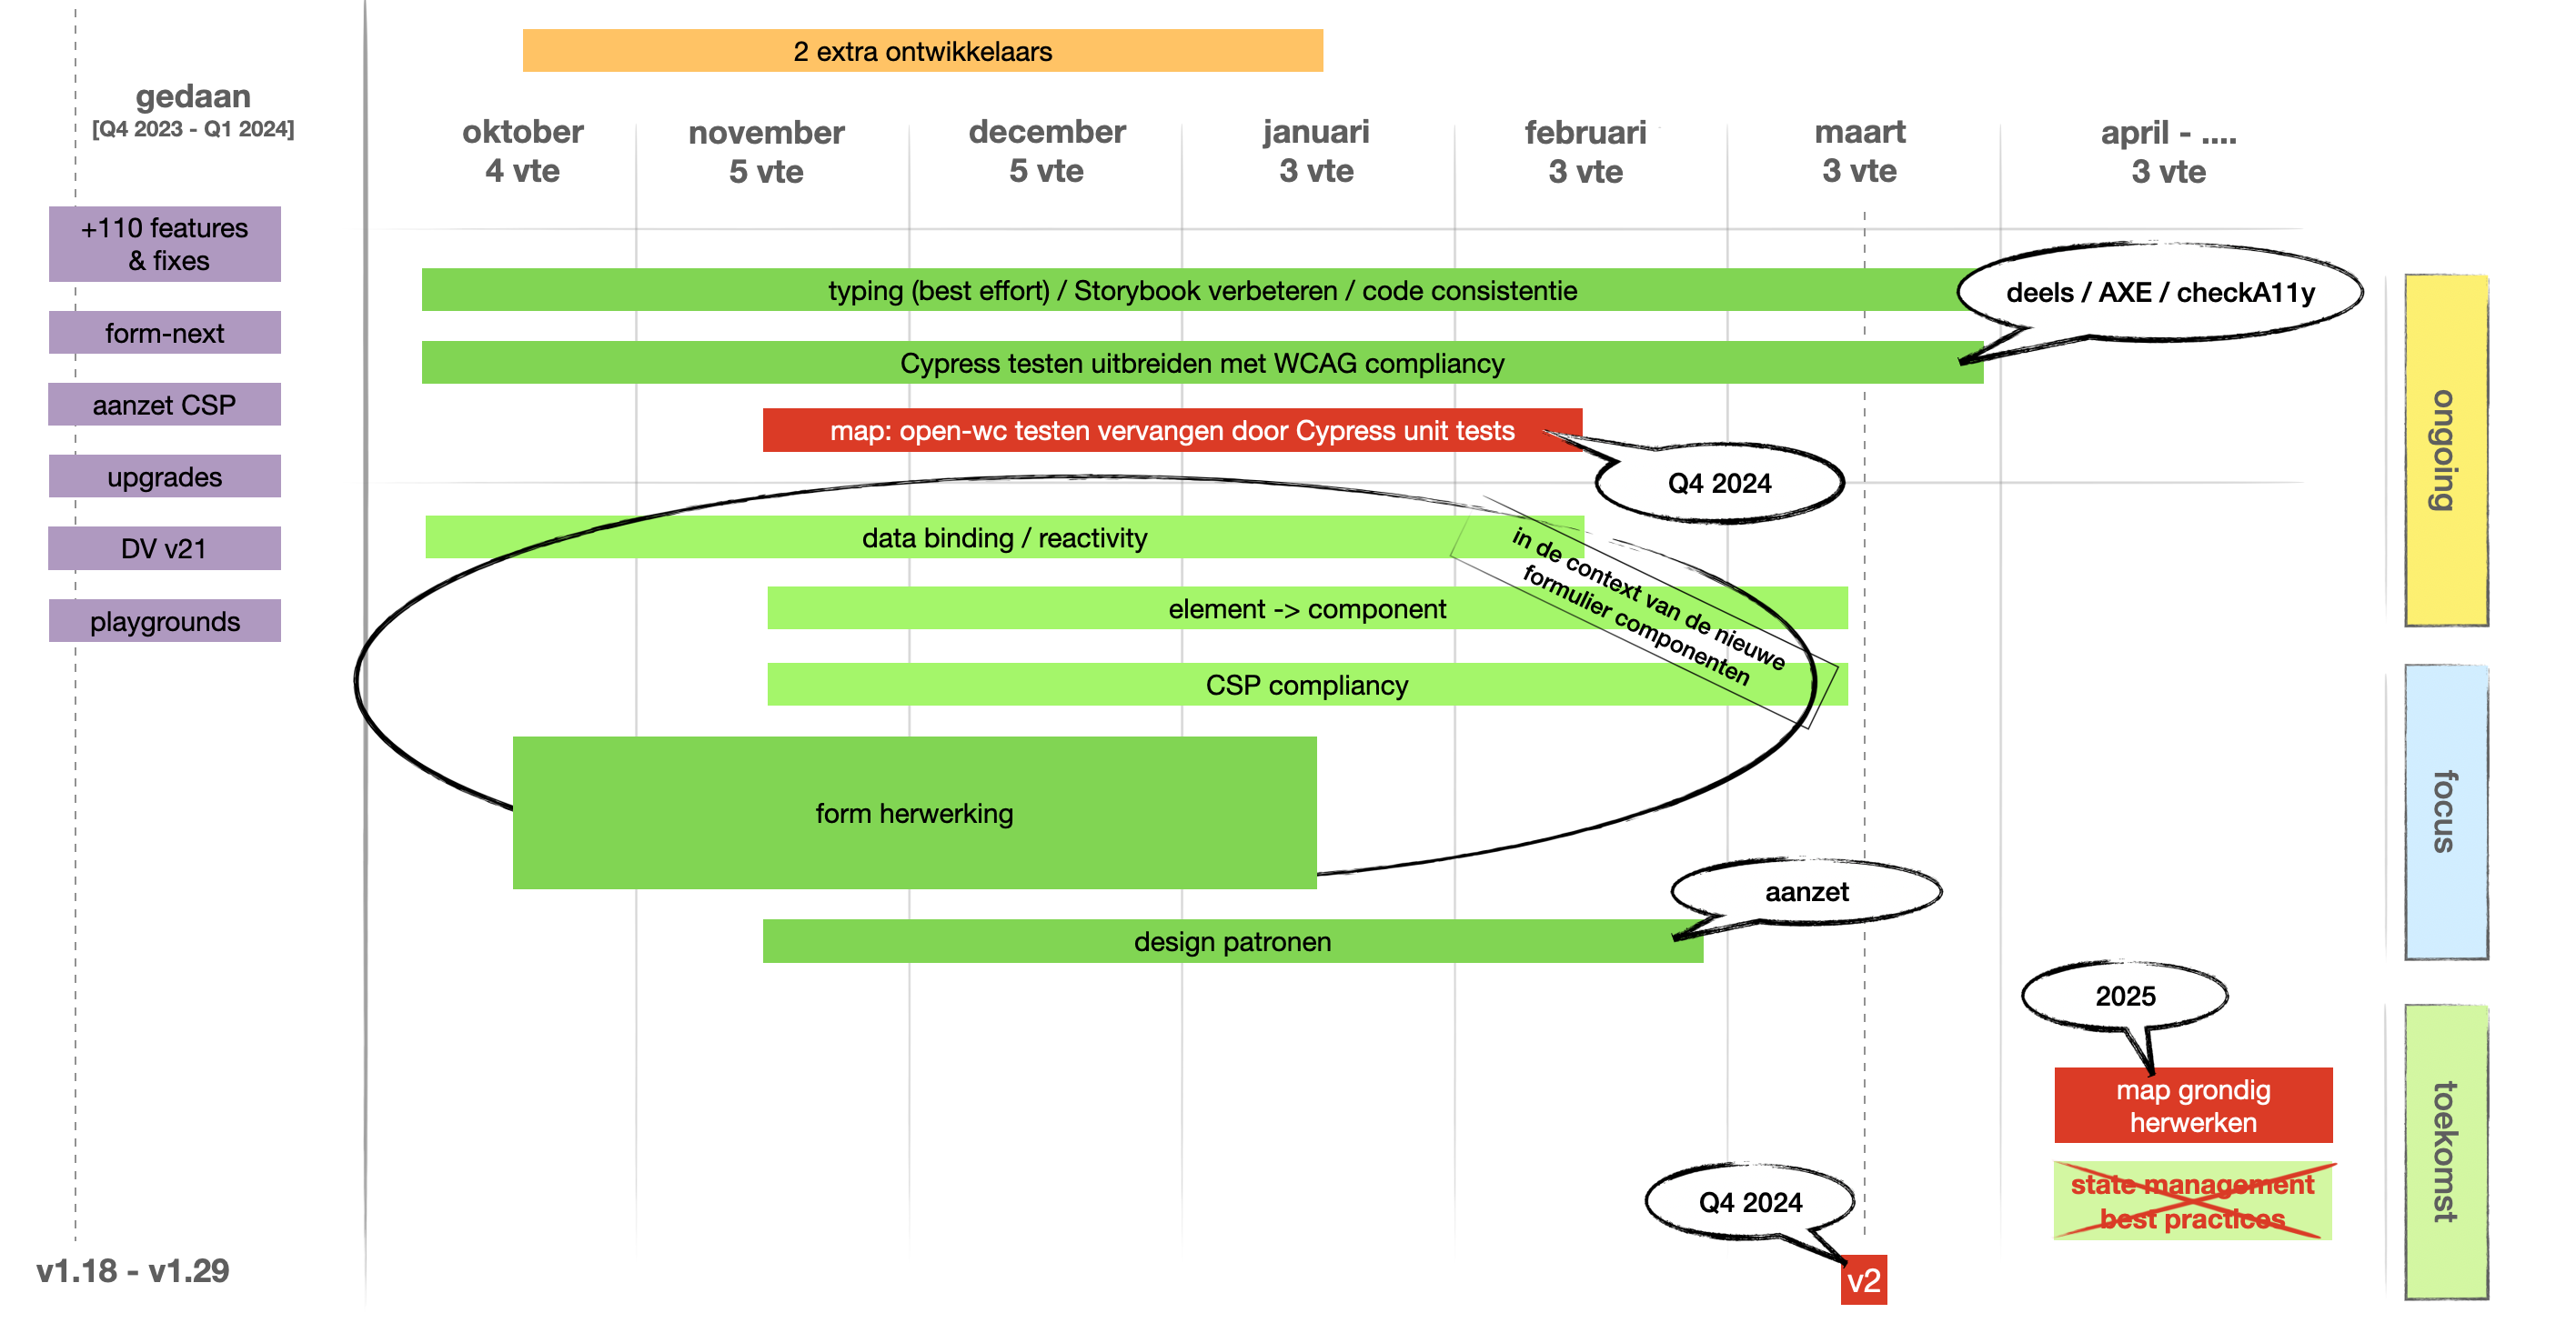 2 extra ontwikkelaars
gedaan
[Q4 2023 - Q1 2024]
oktober
4 vte
november
5 vte
december
5 vte
januari
3 vte
februari
3 vte
maart
3 vte
april - ....
3 vte
+110 features
& fixes
form-next
aanzet CSP
upgrades
DV v21
playgrounds
v1.18 - v1.29
typing (best effort) / Storybook verbeteren / code consistentie
deels / AXE / checkA11y
Cypress testen uitbreiden met WCAG compliancy
map: open-wc testen vervangen door Cypress unit tests
Q4 2024
data binding / reactivity
in de context van de nieuwe
formulier componenten
element -> component
CSP compliancy
form herwerking
aanzet
design patronen
2025
map grondig
herwerken
state management
best practices
Q4 2024
v2
ongoing
focus
toekomst